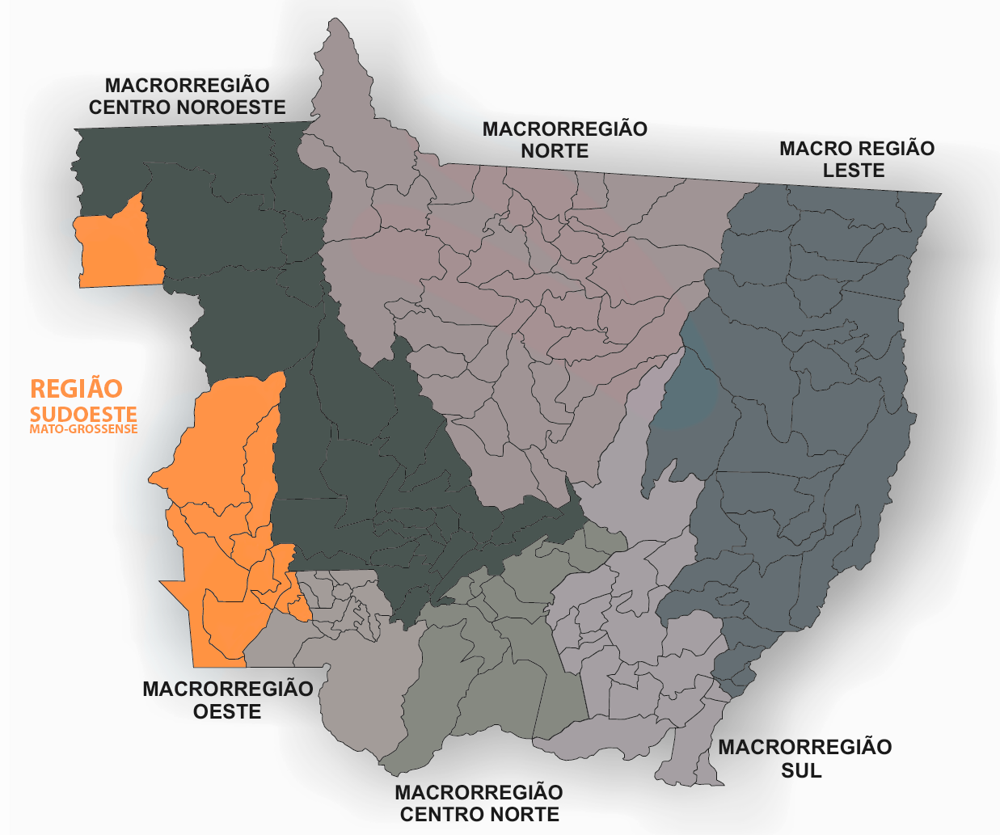 MACRORREGIÃO
CENTRO NOROESTE
MACRORREGIÃO
NORTE
MACRO REGIÃO
LESTE
REGIÃO
SUDOESTE
MATO-GROSSENSE
MACRORREGIÃO
OESTE
MACRORREGIÃO
SUL
MACRORREGIÃO
CENTRO NORTE